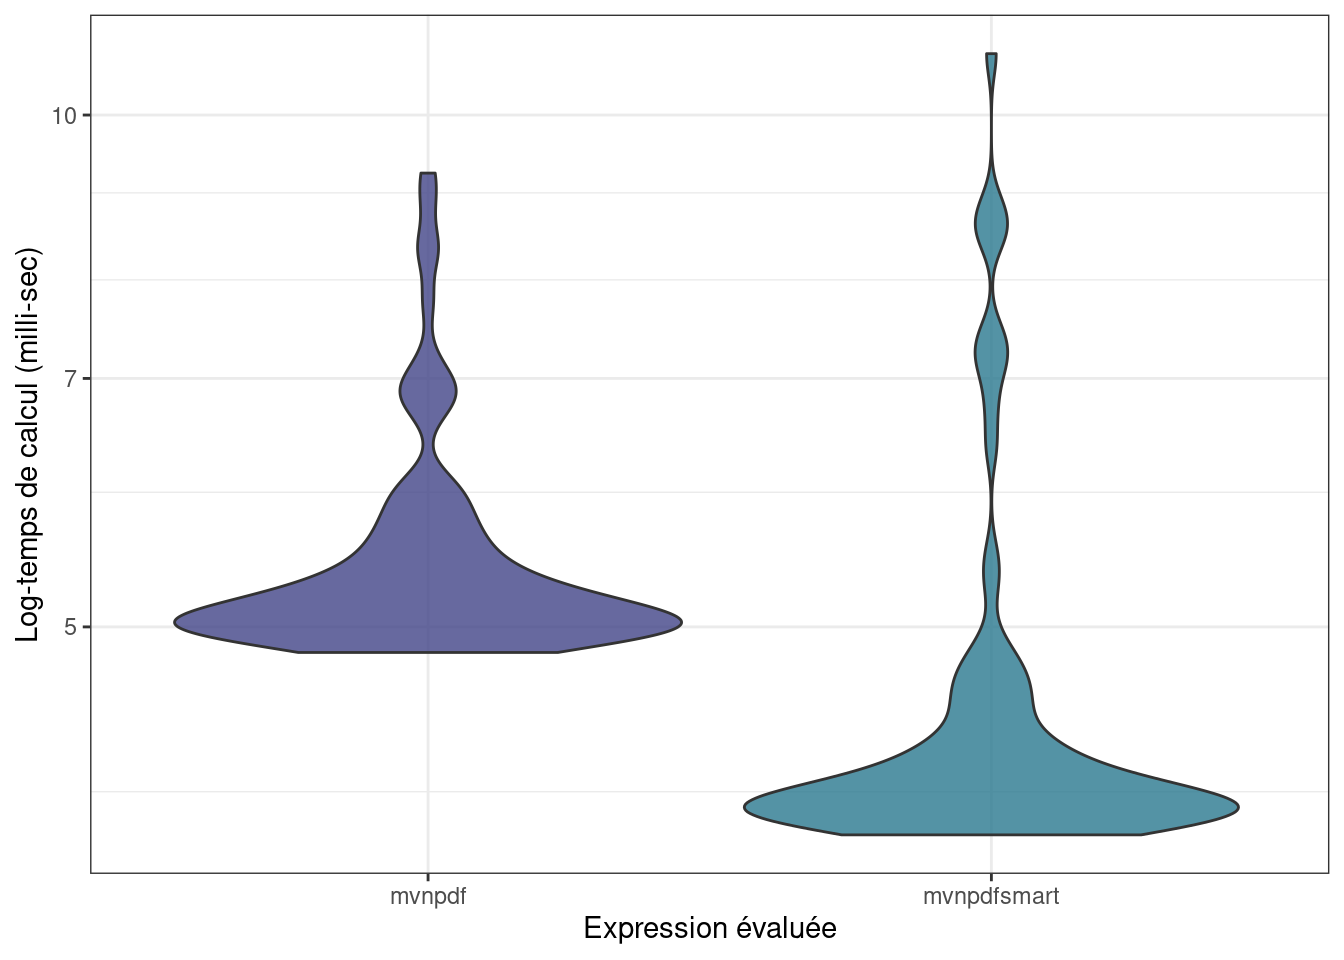 Log-temps de calcul (milli-sec)
10
7
5
mvnpdf
mvnpdfsmart
Expression évaluée